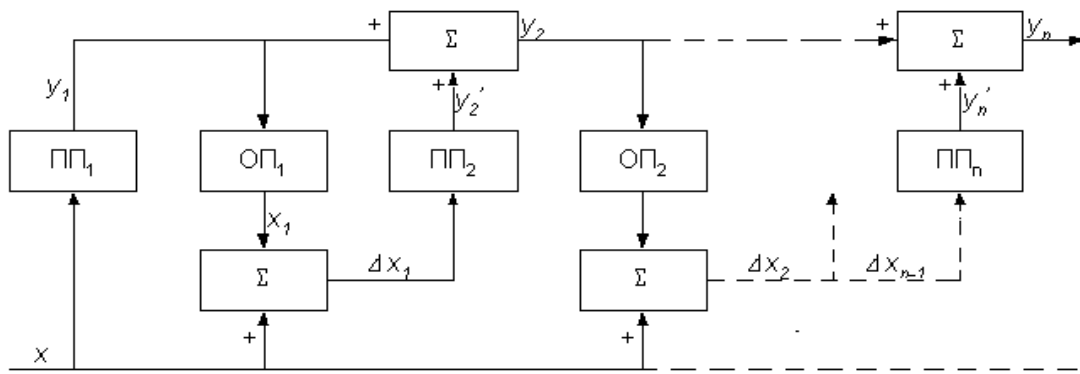 + Σ y₂ + Σ yₙ
y₁ + y₂' + yₙ'
ПП₁ ОП₁ ПП₂ ОП₂ ППₙ
x₁
Σ Δx₁ Σ Δx₂ Δxₙ₋₁
x + +